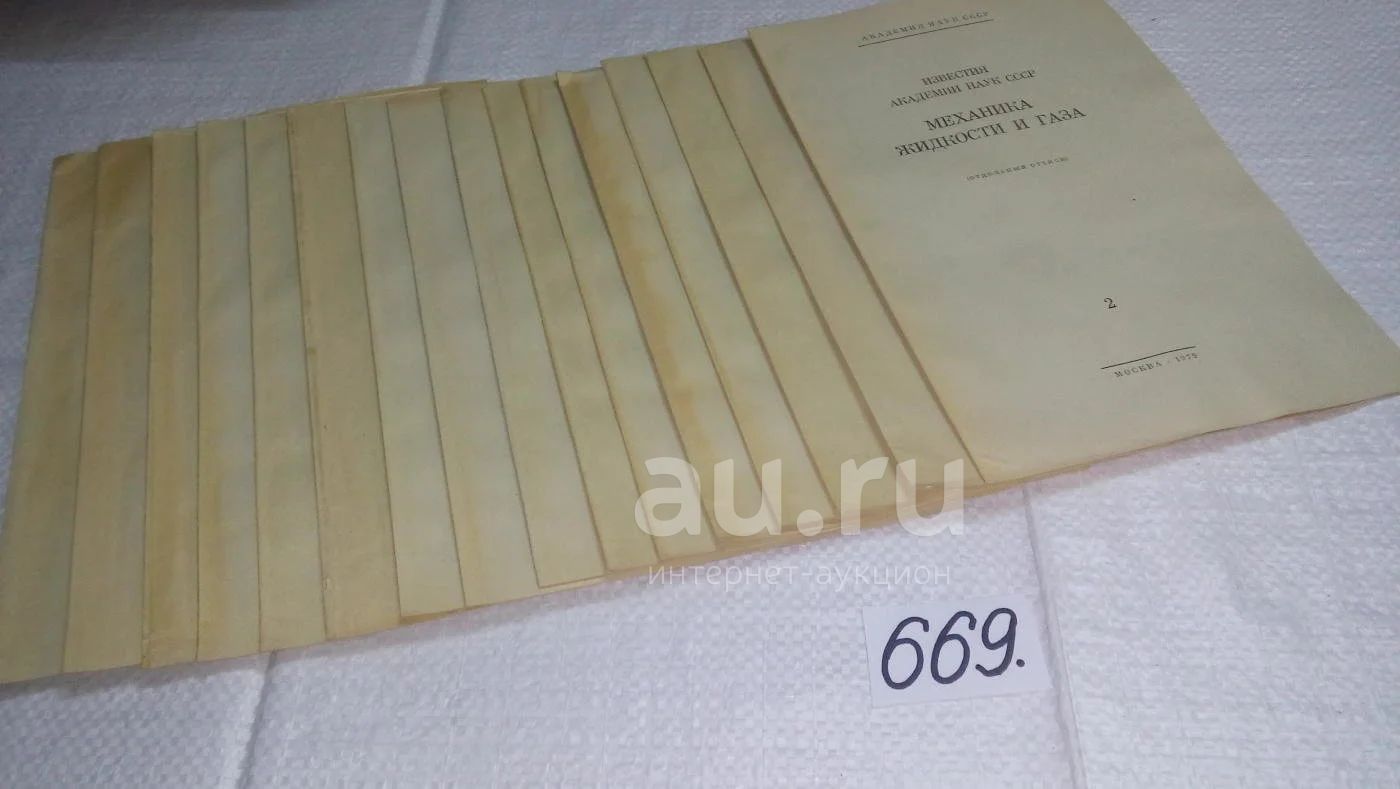 АКАДЕМИЯ НАУК СССР
ИЗВЕСТИЯ
АКАДЕМИИ НАУК СССР
МЕХАНИКА
ЖИДКОСТИ И ГАЗА
(ОТДЕЛЬНЫЙ ОТТИСК)
2
МОСКВА · 1979
au.ru
интернет-аукцион
669.